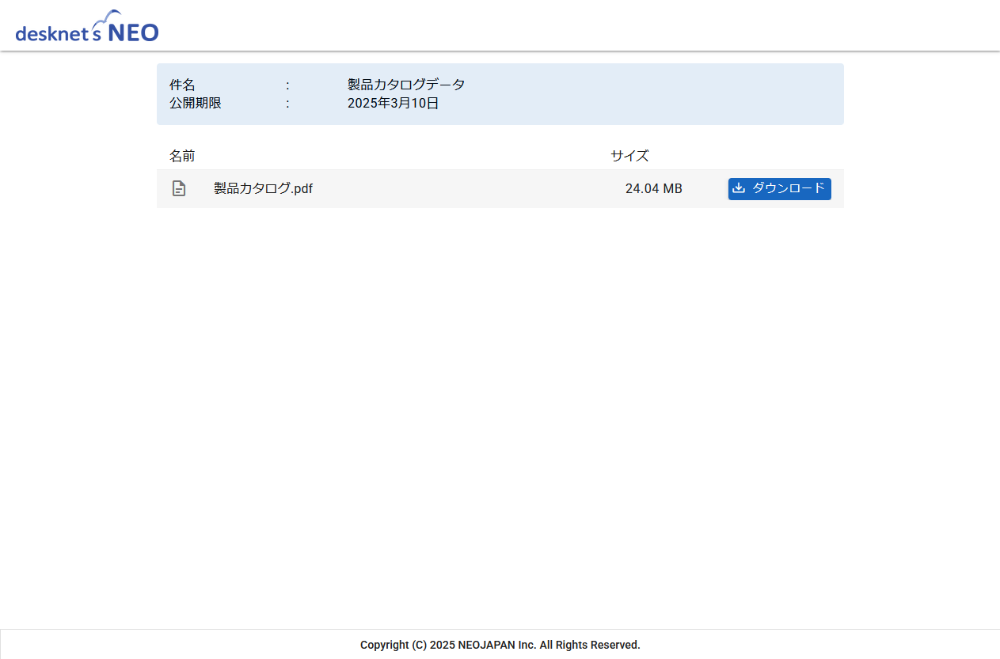 desknet's NEO
件名 : 製品カタログデータ
公開期限 : 2025年3月10日
名前 サイズ
製品カタログ.pdf 24.04 MB ダウンロード
Copyright (C) 2025 NEOJAPAN Inc. All Rights Reserved.